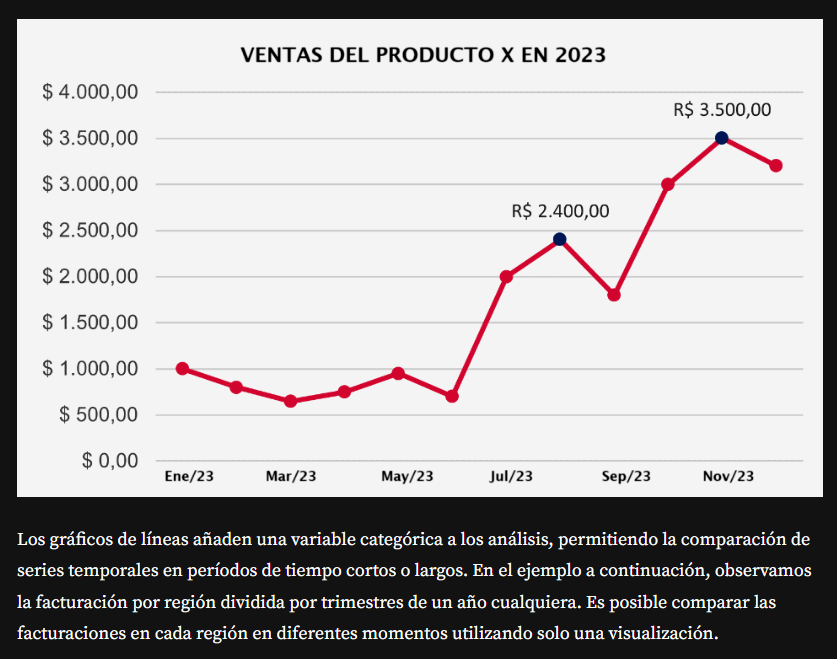 VENTAS DEL PRODUCTO X EN 2023
$ 4.000,00
R$ 3.500,00
$ 3.500,00
$ 3.000,00
R$ 2.400,00
$ 2.500,00
$ 2.000,00
$ 1.500,00
$ 1.000,00
$ 500,00
$ 0,00
Ene/23 Mar/23 May/23 Jul/23 Sep/23 Nov/23
Los gráficos de líneas añaden una variable categórica a los análisis, permitiendo la comparación de
series temporales en períodos de tiempo cortos o largos. En el ejemplo a continuación, observamos
la facturación por región dividida por trimestres de un año cualquiera. Es posible comparar las
facturaciones en cada región en diferentes momentos utilizando solo una visualización.